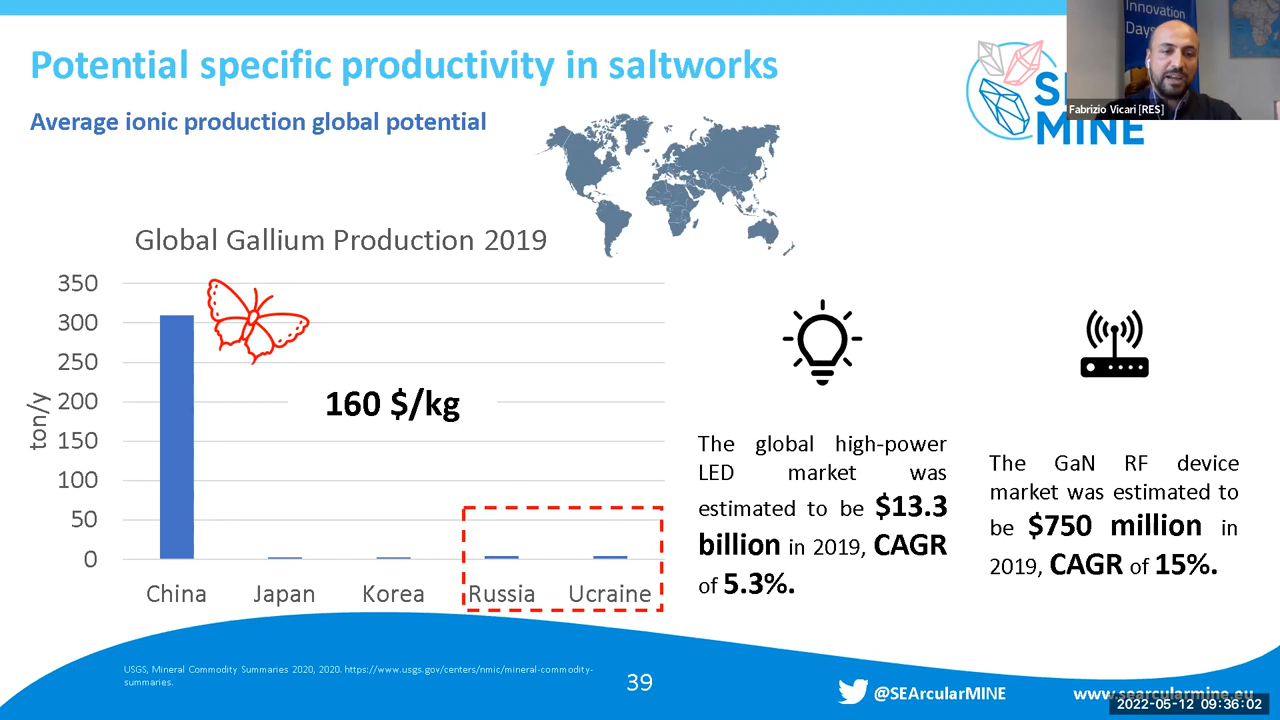 Potential specific productivity in saltworks
Average ionic production global potential
Innovation
Days
Fabrizio Vicari [RES]
MINE
Global Gallium Production 2019
350
300
250
200
150
100
50
0
ton/y
160 $/kg
China Japan Korea Russia Ucraine
The global high-power
LED market was
estimated to be $13.3
billion in 2019, CAGR
of 5.3%.
The GaN RF device
market was estimated to
be $750 million in
2019, CAGR of 15%.
USGS, Mineral Commodity Summaries 2020, 2020. https://www.usgs.gov/centers/nmic/mineral-commodity-
summaries.
39
@SEArcularMINE
www.searcularmine.eu
2022-05-12 09:36:02